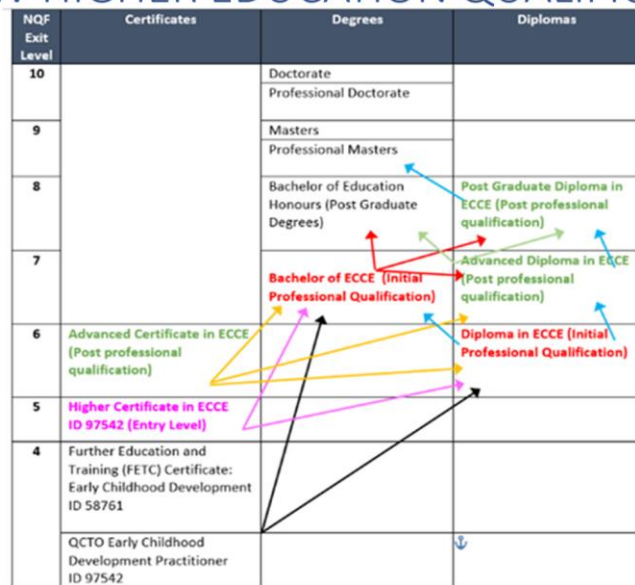 HIGHER EDUCATION
NQF Exit Level
Certificates
Degrees
Diplomas
10
Doctorate
Professional Doctorate
9
Masters
Professional Masters
8
Bachelor of Education
Honours (Post Graduate
Degrees)
Post Graduate Diploma in
ECCE (Post professional
qualification)
7
Bachelor of ECCE (Initial
Professional Qualification)
Advanced Diploma in ECCE
(Post professional
qualification)
6
Advanced Certificate in ECCE
(Post professional
qualification)
Diploma in ECCE (Initial
Professional Qualification)
5
Higher Certificate in ECCE
ID 97542 (Entry Level)
4
Further Education and
Training (FETC) Certificate:
Early Childhood Development
ID 58761
QCTO Early Childhood
Development Practitioner
ID 97542